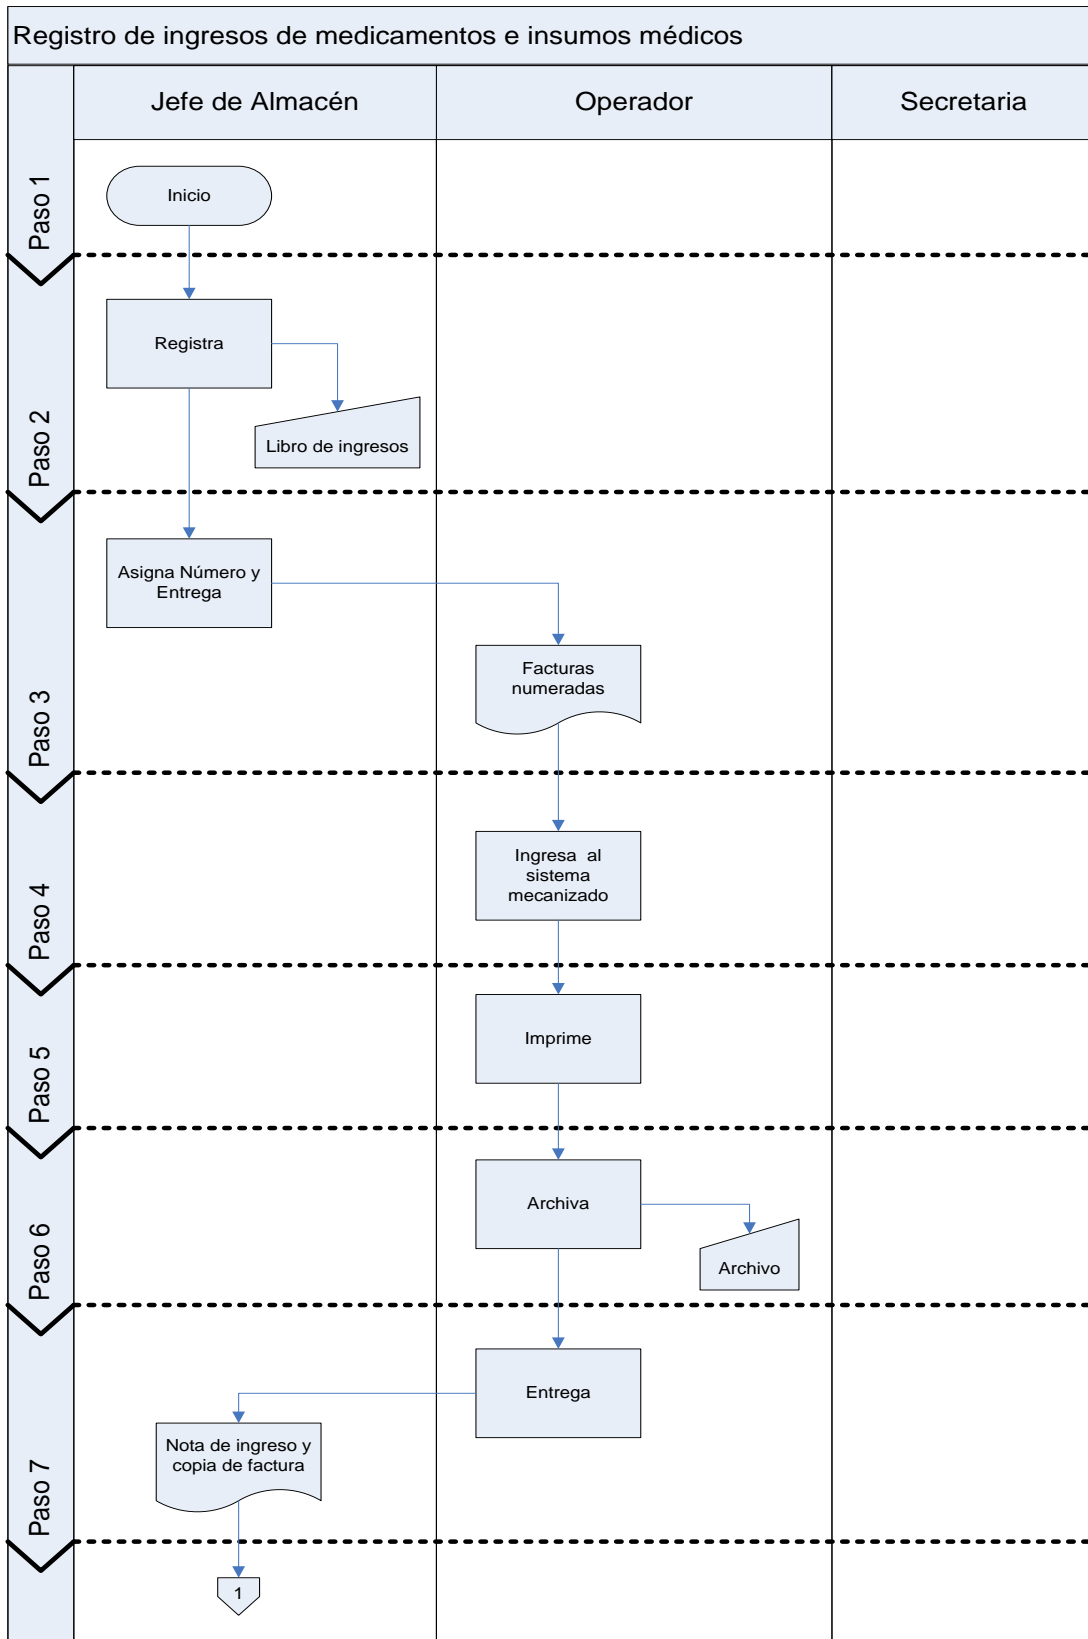 Registro de ingresos de medicamentos e insumos médicos
Jefe de Almacén
Operador
Secretaria
Paso 1
Inicio
Paso 2
Registra
Libro de ingresos
Paso 3
Asigna Número y
Entrega
Facturas
numeradas
Paso 4
Ingresa al
sistema
mecanizado
Paso 5
Imprime
Paso 6
Archiva
Archivo
Paso 7
Entrega
Nota de ingreso y
copia de factura
1